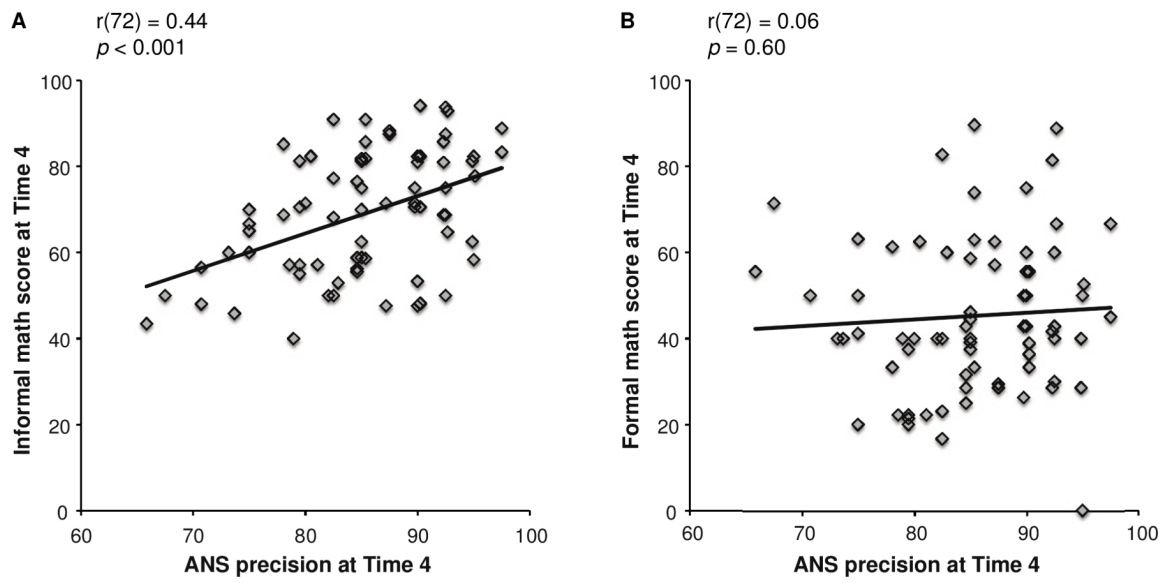 A
r(72) = 0.44
p < 0.001
Informal math score at Time 4
100
80
60
40
20
0
60 70 80 90 100
ANS precision at Time 4
B
r(72) = 0.06
p = 0.60
Formal math score at Time 4
100
80
60
40
20
0
60 70 80 90 100
ANS precision at Time 4